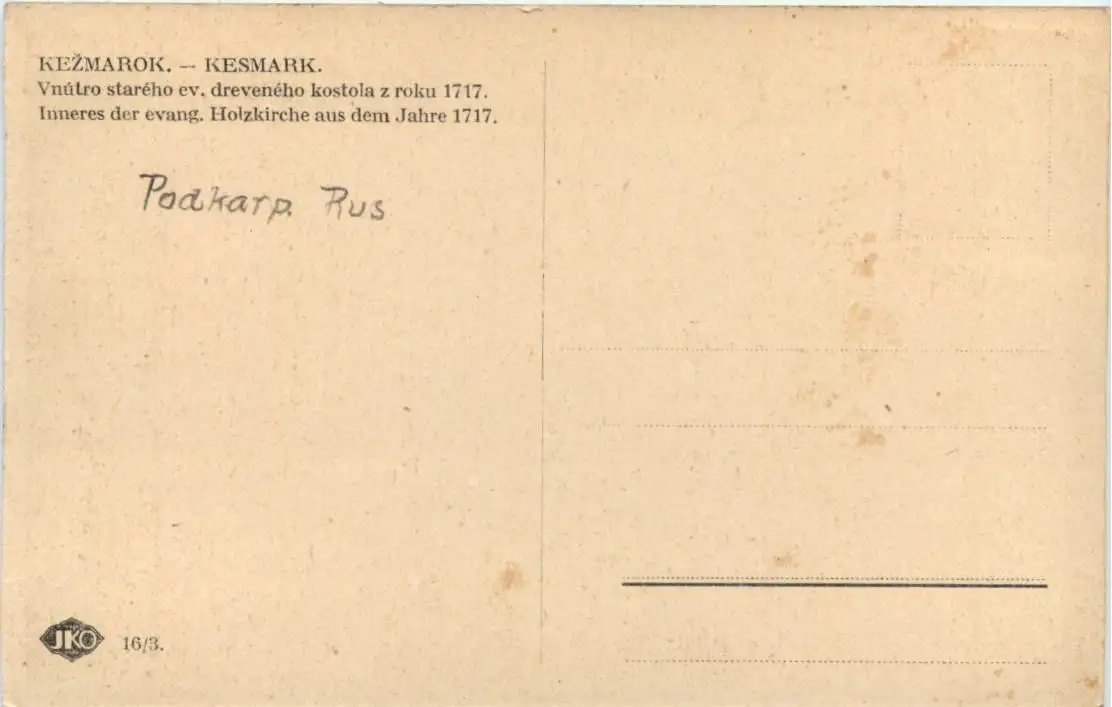 KEŽMAROK. — KESMARK.
Vnútro starého ev. dreveného kostola z roku 1717.
Inneres der evang. Holzkirche aus dem Jahre 1717.
Podkarp. Rus
JKO 16/3.